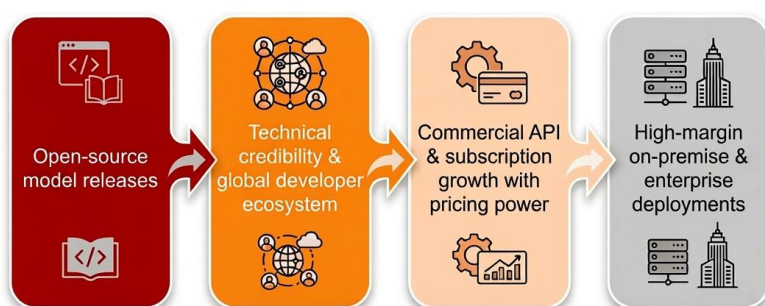 Open-source
model releases
Technical
credibility &
global developer
ecosystem
Commercial API
& subscription
growth with
pricing power
High-margin
on-premise &
enterprise
deployments